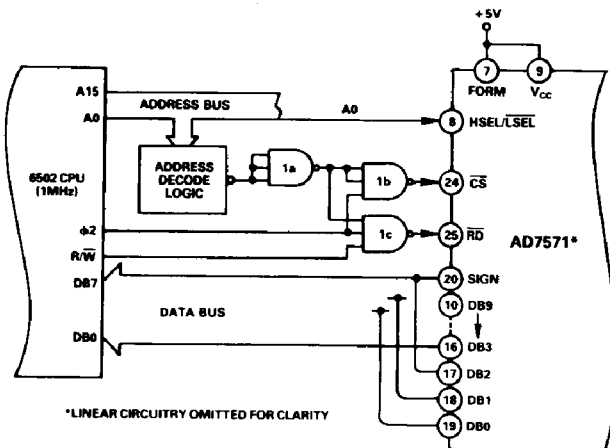 +5V
7
9
FORM
VCC
A15
ADDRESS BUS
A0
A0
8
HSEL/LSEL
6502 CPU
(1MHz)
ADDRESS
DECODE
LOGIC
1a
1b
24
CS
ϕ2
1c
25
RD
R/W
AD7571*
DB7
20
SIGN
10
DB9
DATA BUS
DB0
16
DB3
17
DB2
*LINEAR CIRCUITRY OMITTED FOR CLARITY
18
DB1
19
DB0